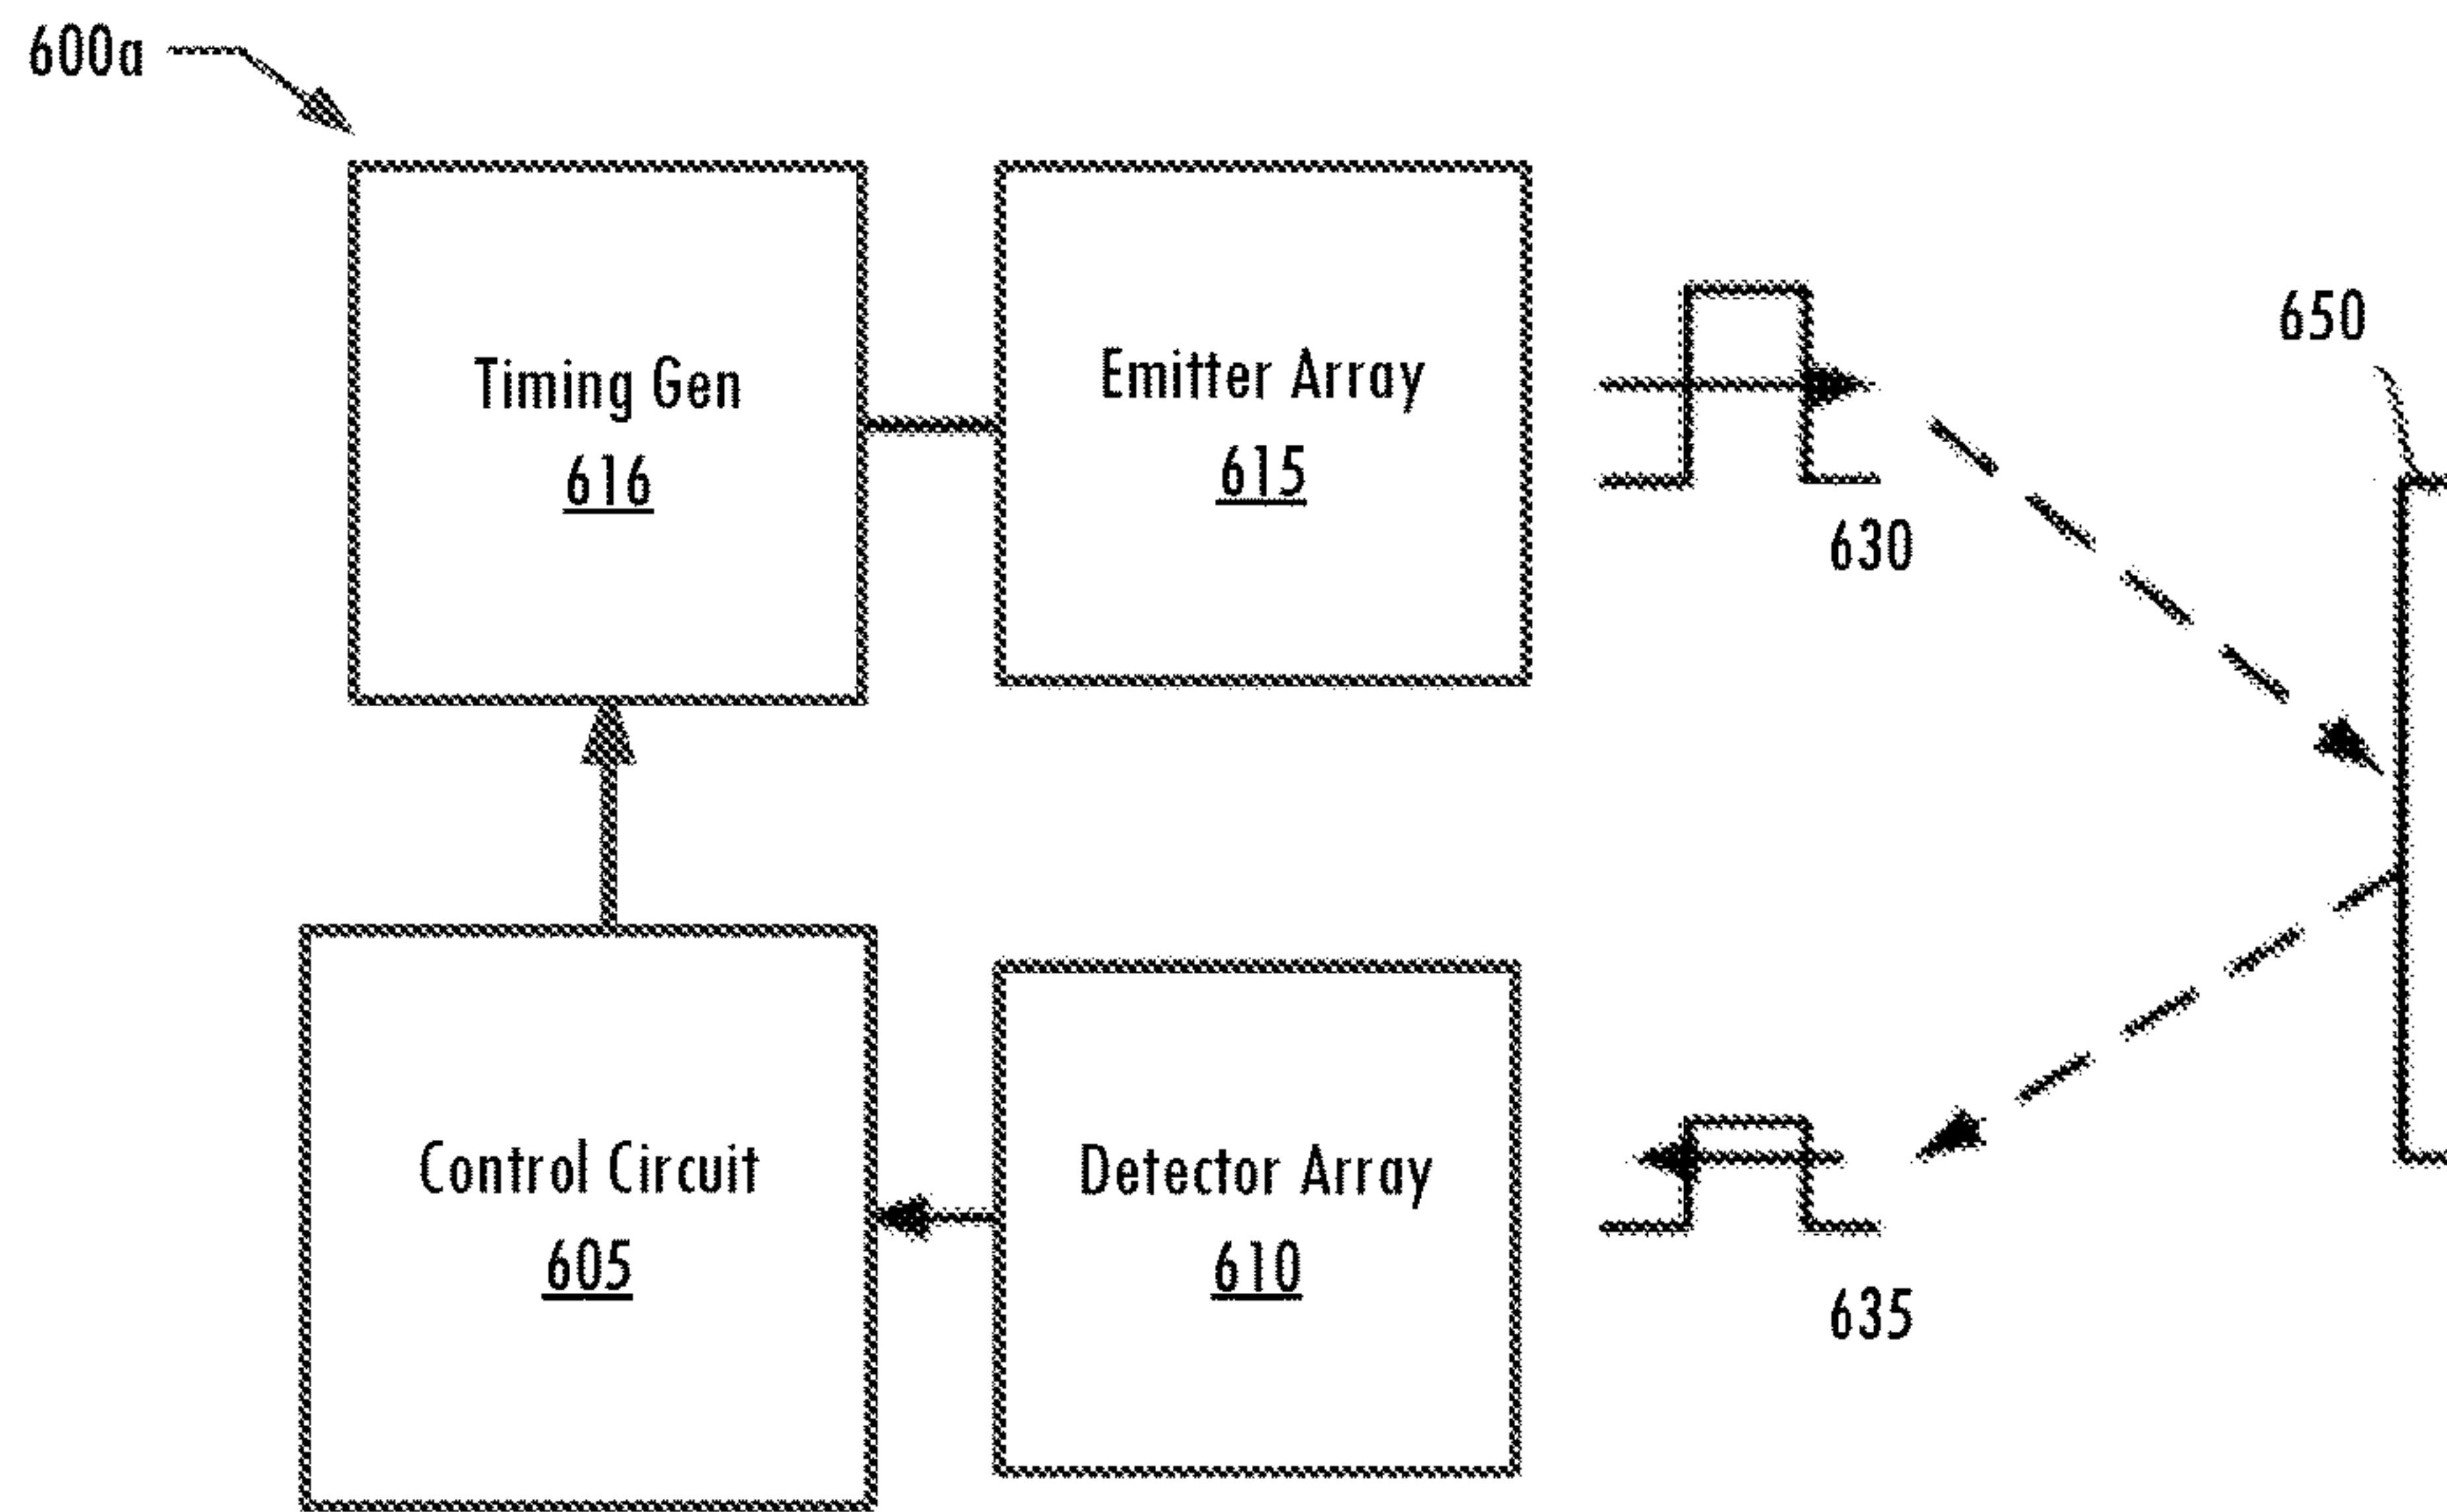 600a
Timing Gen
616
Emitter Array
615
630
650
Control Circuit
605
Detector Array
610
635